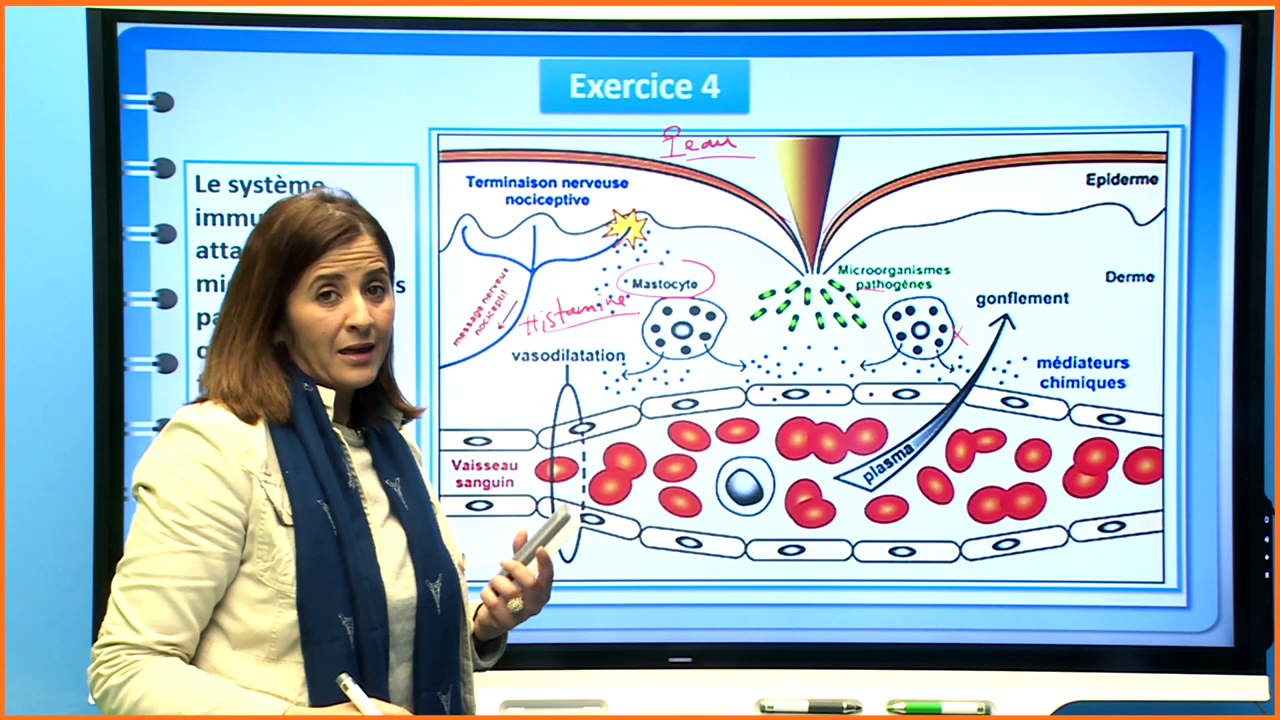 Exercice 4
Le système
immu
atta
mi s
pa
Peau
Terminaison nerveuse
nociceptive
Epiderme
Derme
Mastocyte
Microorganismes
pathogènes
gonflement
message nerveux
nociceptif
Histamine
vasodilatation
médiateurs
chimiques
Vaisseau
sanguin
plasma